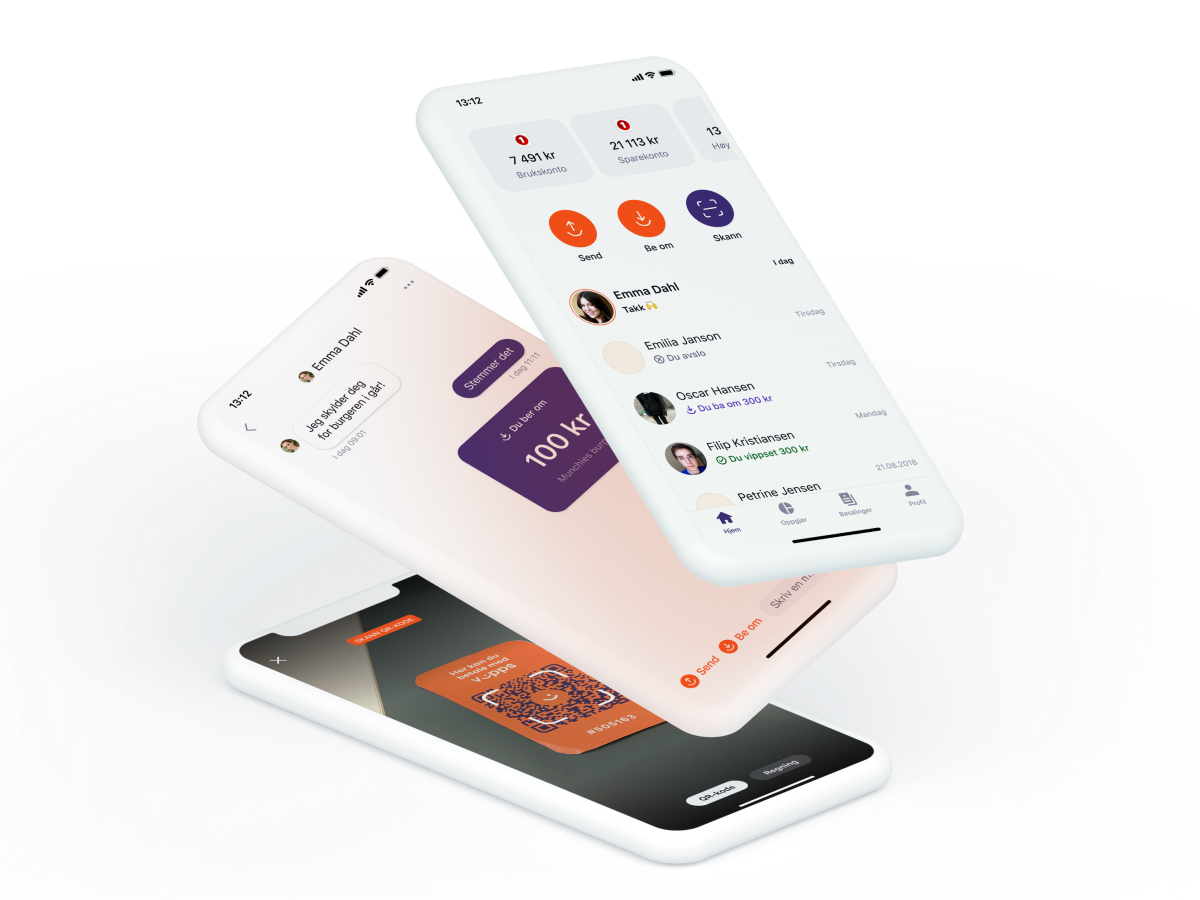 13:12
7 491 kr
Brukskonto
21 113 kr
Sparekonto
13
Høy
Send
Be om
Skann
I dag
Emma Dahl
Takk 🙌
Tirsdag
Emilia Janson
Du avslo
Tirsdag
Oscar Hansen
Du ba om 300 kr
Mandag
Filip Kristiansen
Du vippset 300 kr
21.08.2018
Petrine Jensen
Hjem
Oppgjør
Betalinger
Profil
13:12
Emma Dahl
Jeg skylder deg
for burgeren i går!
I dag 09:01
Stemmer det
I dag 11:11
Du ber om
100 kr
Munchies burg
Send
Be om
Skriv en m
SKANN QR-KODE
Her kan du
betale med
vipps
#505163
QR-kode
Regning